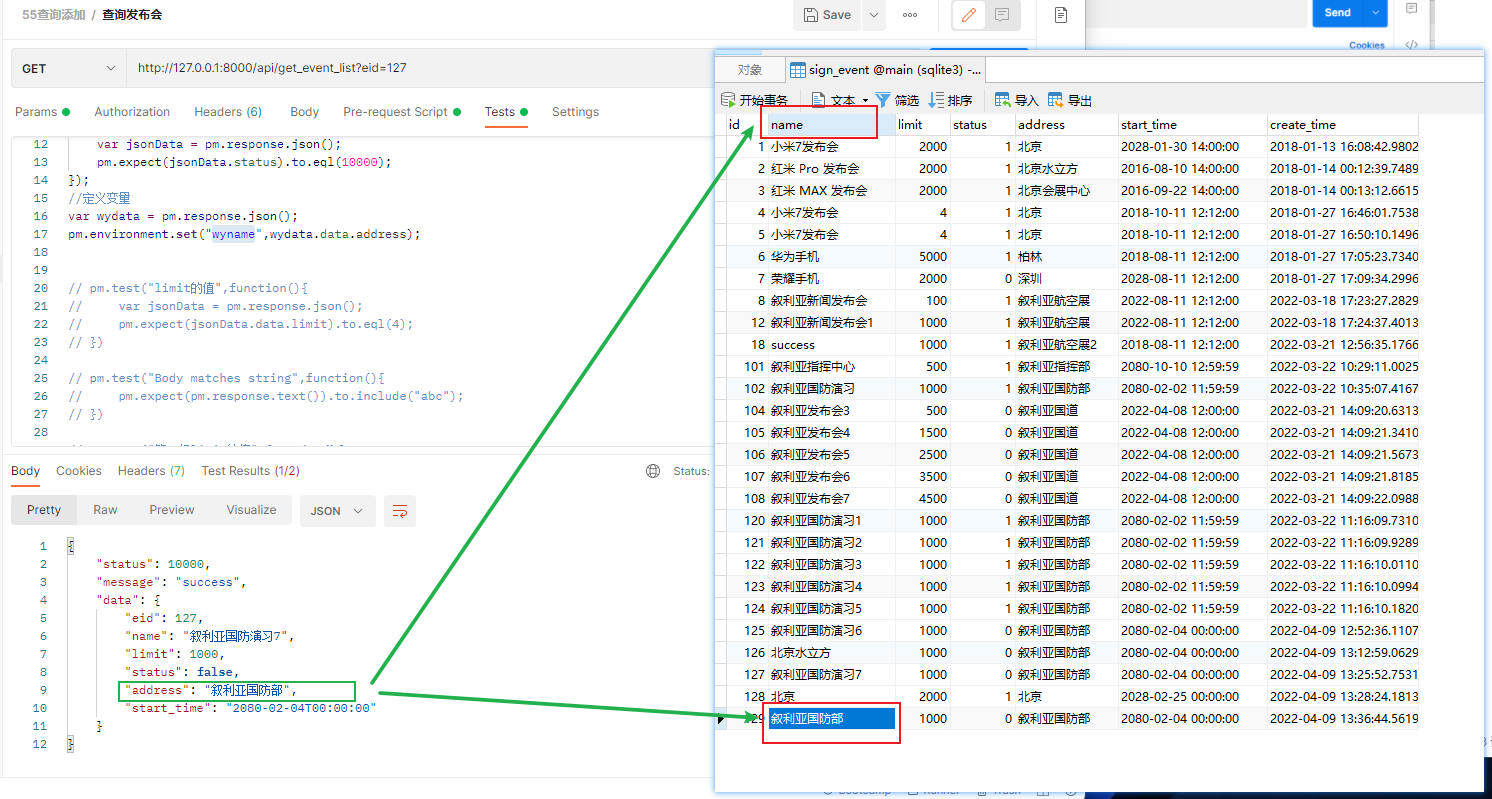 55查询添加 / 查询发布会
Save
Send
Cookies
GET
http://127.0.0.1:8000/api/get_event_list?eid=127
Params
Authorization
Headers (6)
Body
Pre-request Script
Tests
Settings
12 var jsonData = pm.response.json();
13 pm.expect(jsonData.status).to.eql(10000);
14 });
15 //定义变量
16 var wydata = pm.response.json();
17 pm.environment.set("wyname",wydata.data.address);
18
19
20 // pm.test("limit的值",function(){
21 // var jsonData = pm.response.json();
22 // pm.expect(jsonData.data.limit).to.eql(4);
23 // })
24
25 // pm.test("Body matches string",function(){
26 // pm.expect(pm.response.text()).to.include("abc");
27 // })
28
Body
Cookies
Headers (7)
Test Results (1/2)
Status:
Pretty
Raw
Preview
Visualize
JSON
1 {
2 "status": 10000,
3 "message": "success",
4 "data": {
5 "eid": 127,
6 "name": "叙利亚国防演习7",
7 "limit": 1000,
8 "status": false,
9 "address": "叙利亚国防部",
10 "start_time": "2080-02-04T00:00:00"
11 }
12 }
对象
sign_event @main (sqlite3) -...
开始事务
文本
筛选
排序
导入
导出
id name limit status address start_time create_time
1 小米7发布会 2000 1 北京 2028-01-30 14:00:00 2018-01-13 16:08:42.9802
2 红米 Pro 发布会 2000 1 北京水立方 2016-08-10 14:00:00 2018-01-14 00:12:39.7489
3 红米 MAX 发布会 2000 1 北京会展中心 2016-09-22 14:00:00 2018-01-14 00:13:12.6615
4 小米7发布会 4 1 北京 2018-10-11 12:12:00 2018-01-27 16:46:01.7538
5 小米7发布会 4 1 北京 2018-10-11 12:12:00 2018-01-27 16:50:10.1496
6 华为手机 5000 1 柏林 2018-08-11 12:12:00 2018-01-27 17:05:23.7340
7 荣耀手机 2000 0 深圳 2028-08-11 12:12:00 2018-01-27 17:09:34.2996
8 叙利亚新闻发布会 100 1 叙利亚航空展 2022-08-11 12:12:00 2022-03-18 17:23:27.2829
12 叙利亚新闻发布会1 1000 1 叙利亚航空展 2022-08-11 12:12:00 2022-03-18 17:24:37.4013
18 success 1000 1 叙利亚航空展2 2018-08-11 12:12:00 2022-03-21 12:56:35.1766
101 叙利亚指挥中心 500 1 叙利亚指挥部 2080-10-10 12:59:59 2022-03-22 10:29:11.0025
102 叙利亚国防演习 1000 1 叙利亚国防部 2080-02-02 11:59:59 2022-03-22 10:35:07.4167
104 叙利亚发布会3 500 0 叙利亚国道 2022-04-08 12:00:00 2022-03-21 14:09:20.6313
105 叙利亚发布会4 1500 0 叙利亚国道 2022-04-08 12:00:00 2022-03-21 14:09:21.3410
106 叙利亚发布会5 2500 0 叙利亚国道 2022-04-08 12:00:00 2022-03-21 14:09:21.5673
107 叙利亚发布会6 3500 0 叙利亚国道 2022-04-08 12:00:00 2022-03-21 14:09:21.8185
108 叙利亚发布会7 4500 0 叙利亚国道 2022-04-08 12:00:00 2022-03-21 14:09:22.0988
120 叙利亚国防演习1 1000 1 叙利亚国防部 2080-02-02 11:59:59 2022-03-22 11:16:09.7310
121 叙利亚国防演习2 1000 1 叙利亚国防部 2080-02-02 11:59:59 2022-03-22 11:16:09.9289
122 叙利亚国防演习3 1000 1 叙利亚国防部 2080-02-02 11:59:59 2022-03-22 11:16:10.0110
123 叙利亚国防演习4 1000 1 叙利亚国防部 2080-02-02 11:59:59 2022-03-22 11:16:10.0994
124 叙利亚国防演习5 1000 1 叙利亚国防部 2080-02-02 11:59:59 2022-03-22 11:16:10.1820
125 叙利亚国防演习6 1000 0 叙利亚国防部 2080-02-04 00:00:00 2022-04-09 12:52:36.1107
126 北京水立方 1000 0 叙利亚国防部 2080-02-04 00:00:00 2022-04-09 13:12:59.0629
127 叙利亚国防演习7 1000 0 叙利亚国防部 2080-02-04 00:00:00 2022-04-09 13:25:52.7531
128 北京 2000 1 北京 2028-02-25 00:00:00 2022-04-09 13:28:24.1813
29 叙利亚国防部 1000 0 叙利亚国防部 2080-02-04 00:00:00 2022-04-09 13:36:44.5619